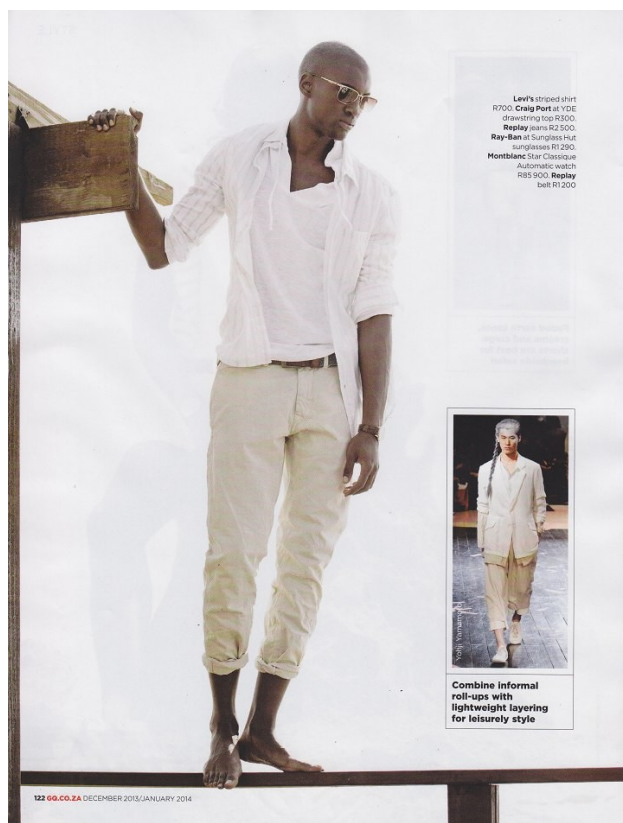 Levi's striped shirt
R700. Craig Port at YDE
drawstring top R300.
Replay jeans R2 500.
Ray-Ban at Sunglass Hut
sunglasses R1 290.
Montblanc Star Classique
Automatic watch
R85 900. Replay
belt R1 200
Yohji Yamamoto
Combine informal
roll-ups with
lightweight layering
for leisurely style
122 GQ.CO.ZA DECEMBER 2013/JANUARY 2014